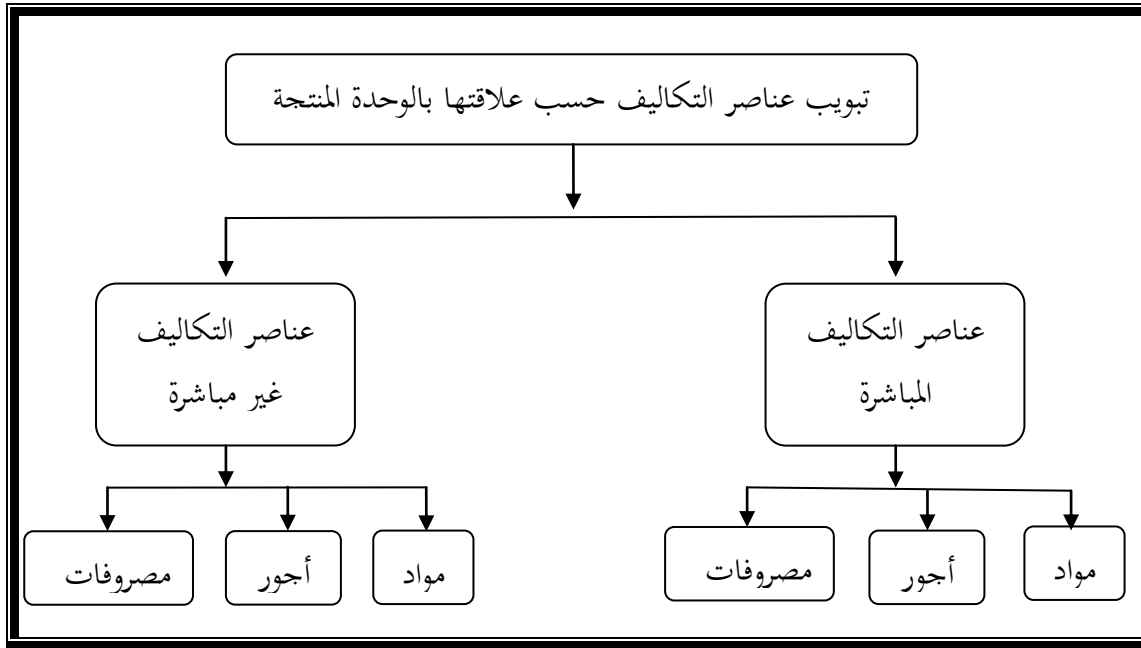 تبويب عناصر التكاليف حسب علاقتها بالوحدة المنتجة
عناصر التكاليف
المباشرة
عناصر التكاليف
غير مباشرة
مواد
أجور
مصروفات
مواد
أجور
مصروفات